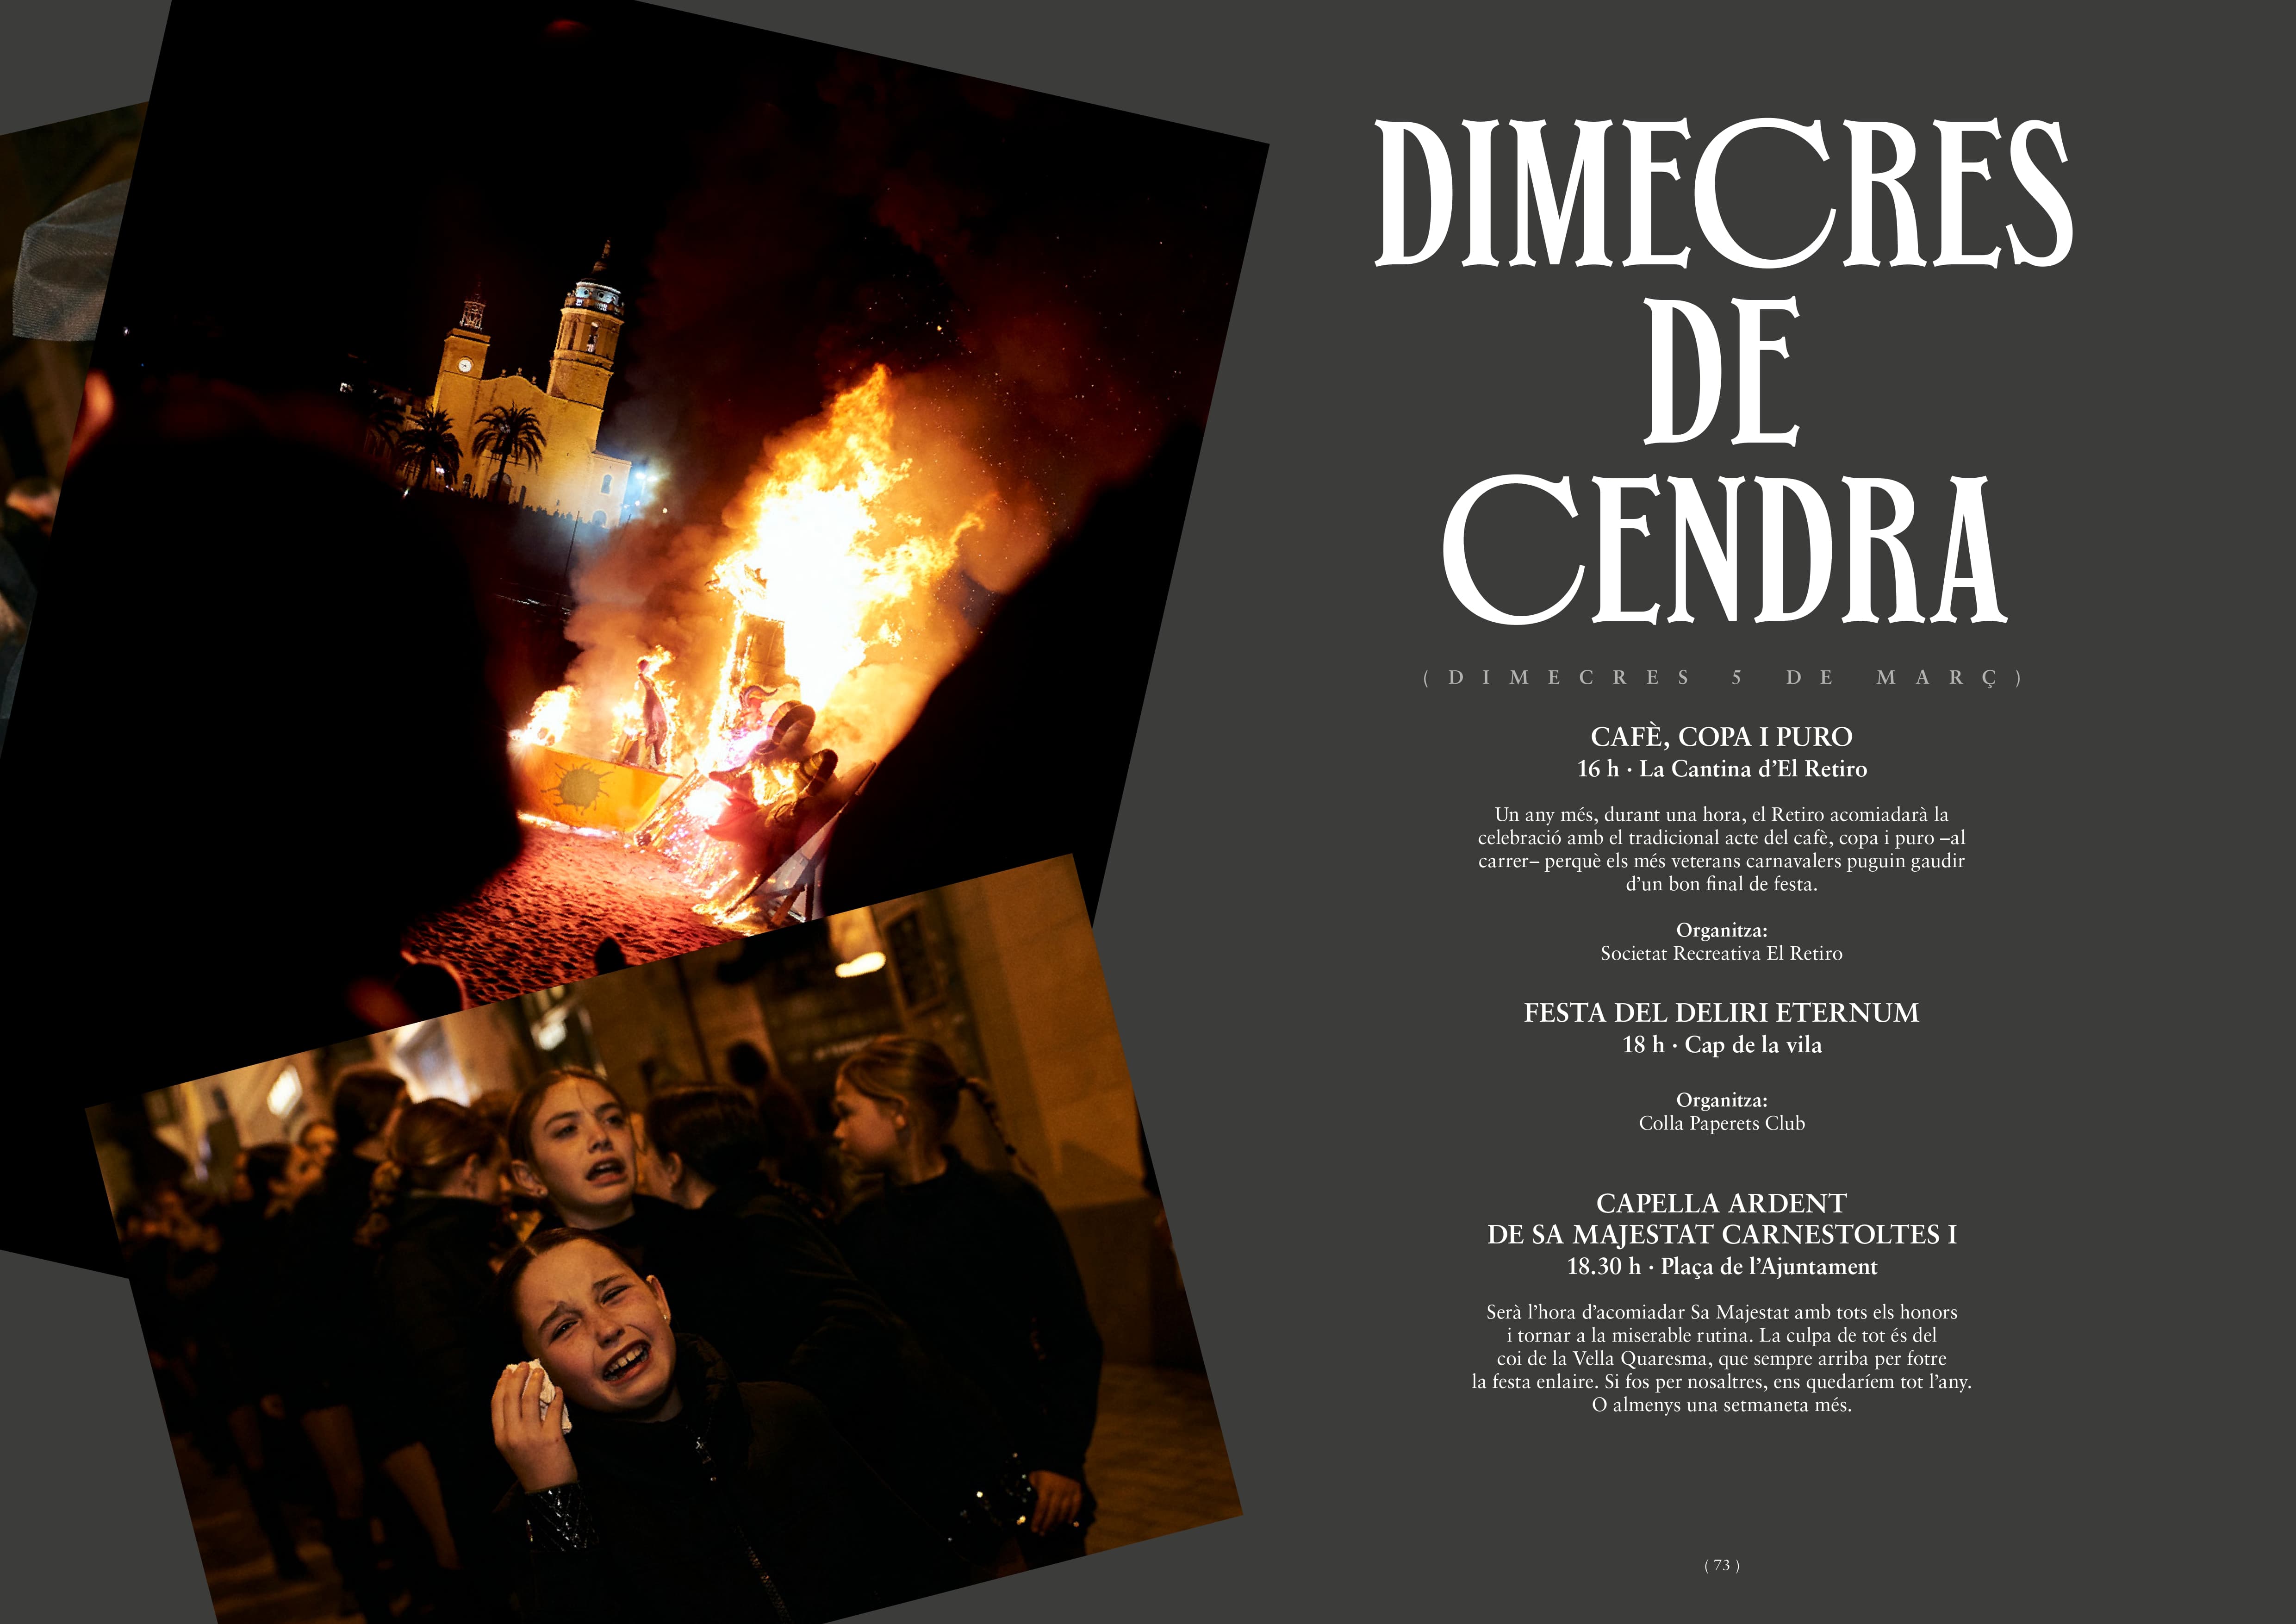 DIMECRES
DE
CENDRA
(DIMECRES 5 DE MARÇ)
CAFÈ, COPA I PURO
16 h · La Cantina d’El Retiro
Un any més, durant una hora, el Retiro acomiadarà la
celebració amb el tradicional acte del cafè, copa i puro –al
carrer– perquè els més veterans carnavalers puguin gaudir
d’un bon final de festa.
Organitza:
Societat Recreativa El Retiro
FESTA DEL DELIRI ETERNUM
18 h · Cap de la vila
Organitza:
Colla Paperets Club
CAPELLA ARDENT
DE SA MAJESTAT CARNESTOLTES I
18.30 h · Plaça de l’Ajuntament
Serà l’hora d’acomiadar Sa Majestat amb tots els honors
i tornar a la miserable rutina. La culpa de tot és del
coi de la Vella Quaresma, que sempre arriba per fotre
la festa enlaire. Si fos per nosaltres, ens quedaríem tot l’any.
O almenys una setmaneta més.
( 73 )